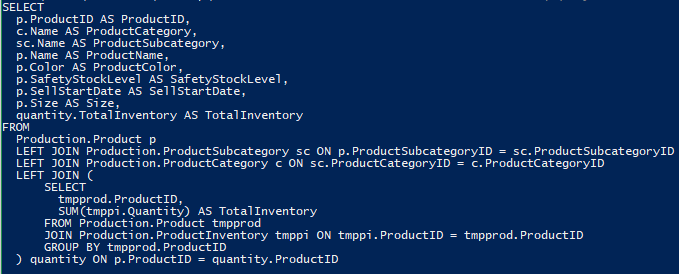 SELECT
  p.ProductID AS ProductID,
  c.Name AS ProductCategory,
  sc.Name AS ProductSubcategory,
  p.Name AS ProductName,
  p.Color AS ProductColor,
  p.SafetyStockLevel AS SafetyStockLevel,
  p.SellStartDate AS SellStartDate,
  p.Size AS Size,
  quantity.TotalInventory AS TotalInventory
FROM
  Production.Product p
  LEFT JOIN Production.ProductSubcategory sc ON p.ProductSubcategoryID = sc.ProductSubcategoryID
  LEFT JOIN Production.ProductCategory c ON sc.ProductCategoryID = c.ProductCategoryID
  LEFT JOIN (
      SELECT
        tmpprod.ProductID,
        SUM(tmppi.Quantity) AS TotalInventory
      FROM Production.Product tmpprod
      JOIN Production.ProductInventory tmppi ON tmppi.ProductID = tmpprod.ProductID
      GROUP BY tmpprod.ProductID
  ) quantity ON p.ProductID = quantity.ProductID